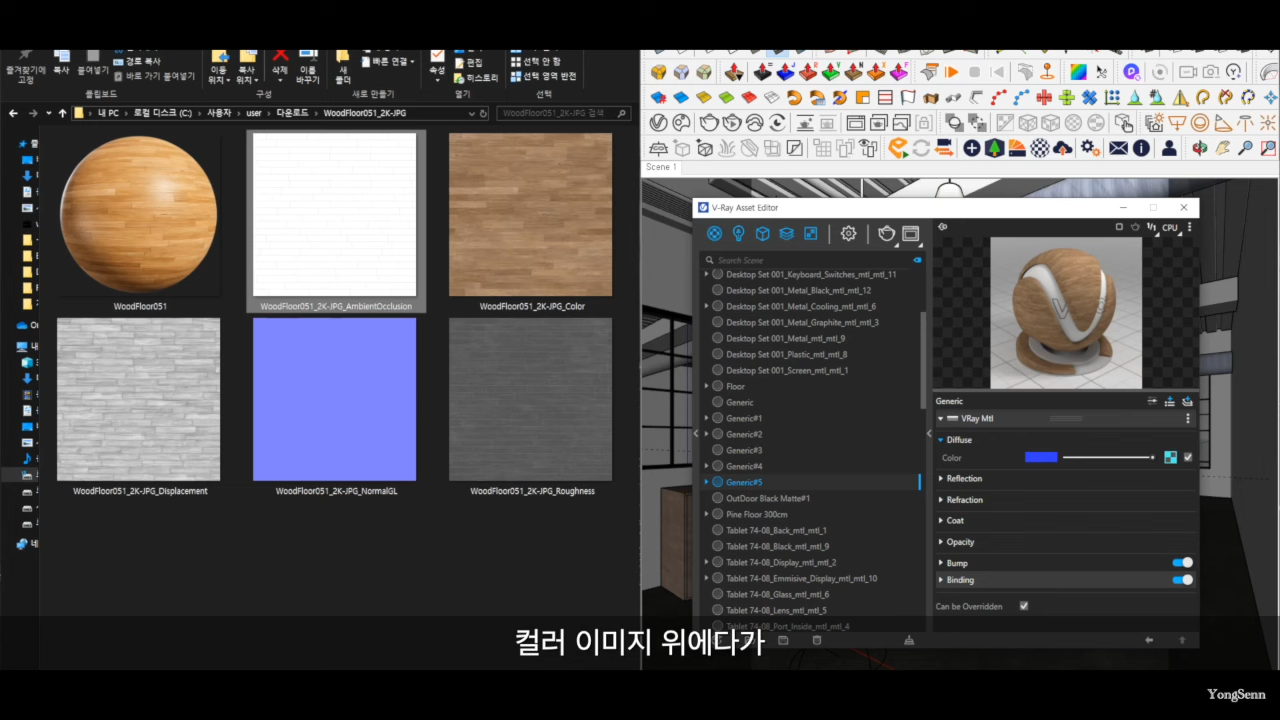 즐겨찾기에 고정
복사
붙여넣기
경로 복사
바로 가기 붙여넣기
클립보드
이동 위치
복사 위치
삭제
이름 바꾸기
구성
새 폴더
빠른 연결
새로 만들기
속성
편집
히스토리
열기
선택 안 함
선택 영역 반전
선택
내 PC > 로컬 디스크 (C:) > 사용자 > user > 다운로드 > WoodFloor051_2K-JPG
WoodFloor051_2K-JPG 검색
WoodFloor051
WoodFloor051_2K-JPG_AmbientOcclusion
WoodFloor051_2K-JPG_Color
WoodFloor051_2K-JPG_Displacement
WoodFloor051_2K-JPG_NormalGL
WoodFloor051_2K-JPG_Roughness
Scene 1
V-Ray Asset Editor
CPU
Search Scene
Desktop Set 001_Keyboard_Switches_mtl_mtl_11
Desktop Set 001_Metal_Black_mtl_12
Desktop Set 001_Metal_Cooling_mtl_mtl_6
Desktop Set 001_Metal_Graphite_mtl_mtl_3
Desktop Set 001_Metal_mtl_mtl_9
Desktop Set 001_Plastic_mtl_mtl_8
Desktop Set 001_Screen_mtl_mtl_1
Floor
Generic
Generic#1
Generic#2
Generic#3
Generic#4
Generic#5
OutDoor Black Matte#1
Pine Floor 300cm
Tablet 74-08_Back_mtl_mtl_1
Tablet 74-08_Black_mtl_mtl_9
Tablet 74-08_Display_mtl_mtl_2
Tablet 74-08_Emmisive_Display_mtl_mtl_10
Tablet 74-08_Glass_mtl_mtl_6
Tablet 74-08_Lens_mtl_mtl_5
Tablet 74-08_Port_Inside_mtl_mtl_4
Generic
VRay Mtl
Diffuse
Color
Reflection
Refraction
Coat
Opacity
Bump
Binding
Can be Overridden
컬러 이미지 위에다가
YongSenn